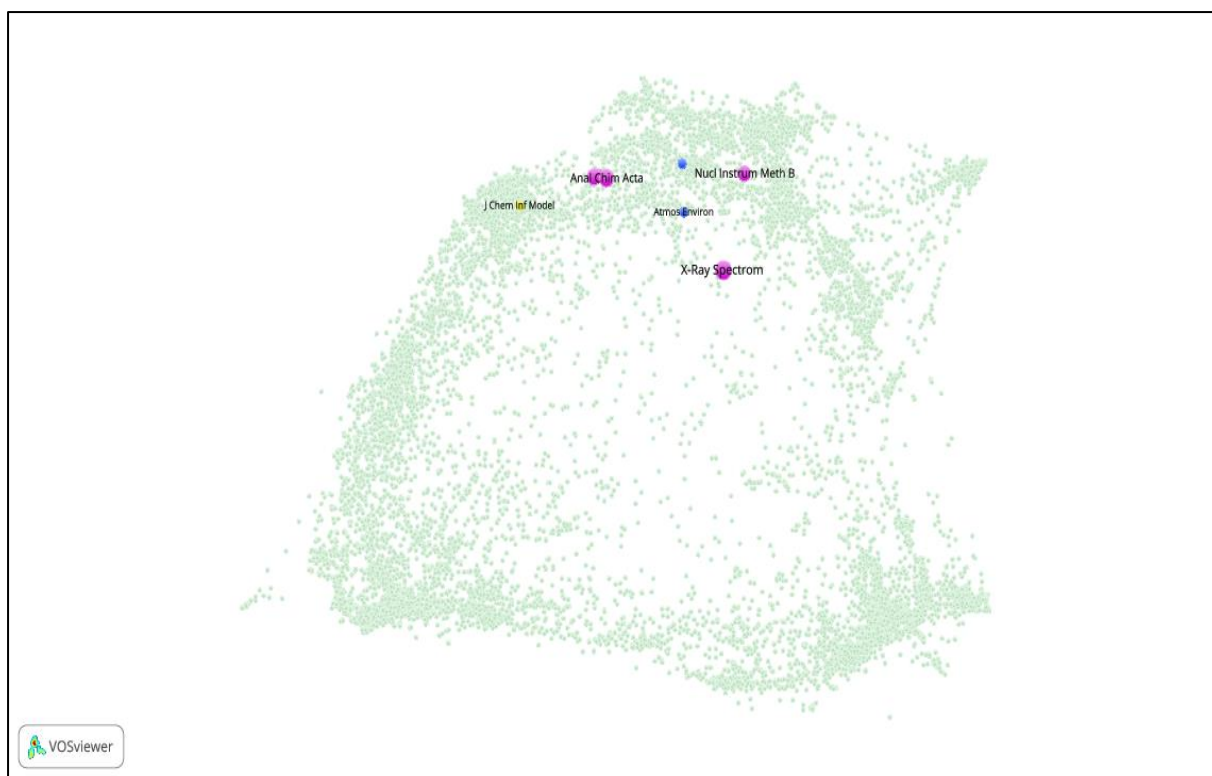 Nucl Instrum Meth B
Anal Chim Acta
J Chem Inf Model
Atmos Environ
X-Ray Spectrom
VOSviewer